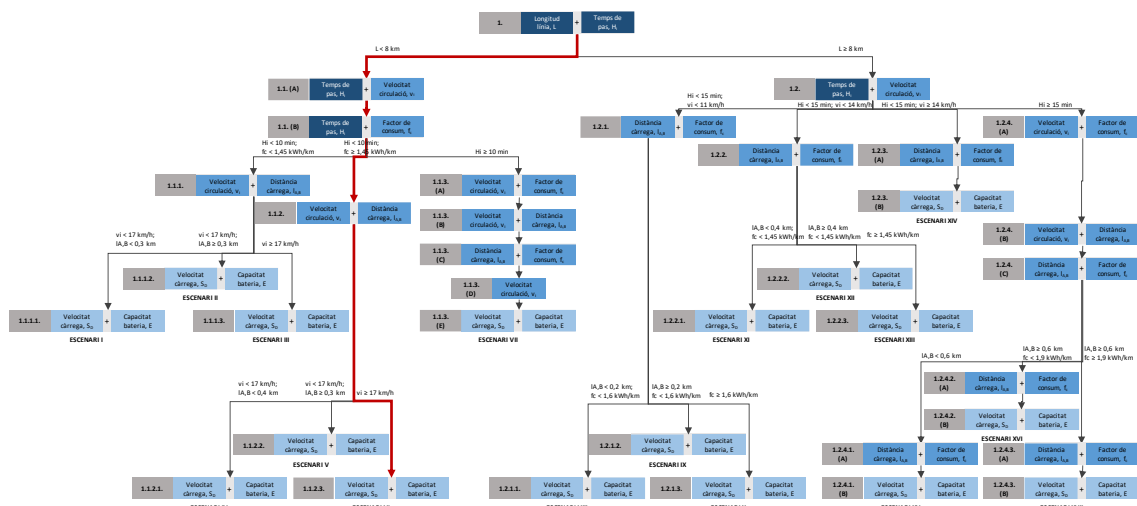 1.
Longitud
línia, L
+
Temps de
pas, Hᵢ
L < 8 km
L ≥ 8 km
1.1. (A)
Temps de
pas, Hᵢ
+
Velocitat
circulació, vᵢ
1.2.
Temps de
pas, Hᵢ
+
Velocitat
circulació, vᵢ
Hi < 15 min;
vi < 11 km/h
Hi < 15 min; vi < 14 km/h
Hi < 15 min; vi ≥ 14 km/h
Hi ≥ 15 min
1.1. (B)
Temps de
pas, Hᵢ
+
Factor de
consum, fc
1.2.1.
Distància
càrrega, lA,B
+
Factor de
consum, fc
1.2.4.
(A)
Velocitat
circulació, vᵢ
+
Factor de
consum, fc
Hi < 10 min;
fc < 1,45 kWh/km
Hi < 10 min;
fc ≥ 1,45 kWh/km
Hi ≥ 10 min
1.2.2.
Distància
càrrega, lA,B
+
Factor de
consum, fc
1.2.3.
(A)
Distància
càrrega, lA,B
+
Factor de
consum, fc
1.1.1.
Velocitat
circulació, vᵢ
+
Distància
càrrega, lA,B
1.1.3.
(A)
Velocitat
circulació, vᵢ
+
Factor de
consum, fc
1.2.3.
(B)
Velocitat
càrrega, SD
+
Capacitat
bateria, E
ESCENARI XIV
1.1.2.
Velocitat
circulació, vᵢ
+
Distància
càrrega, lA,B
1.1.3.
(B)
Velocitat
circulació, vᵢ
+
Distància
càrrega, lA,B
1.2.4.
(B)
Velocitat
circulació, vᵢ
+
Distància
càrrega, lA,B
vi < 17 km/h;
lA,B < 0,3 km
vi < 17 km/h;
lA,B ≥ 0,3 km
vi ≥ 17 km/h
1.1.3.
(C)
Distància
càrrega, lA,B
+
Factor de
consum, fc
lA,B < 0,4 km;
fc < 1,45 kWh/km
lA,B ≥ 0,4 km
fc < 1,45 kWh/km
fc ≥ 1,45 kWh/km
1.2.4.
(C)
Distància
càrrega, lA,B
+
Factor de
consum, fc
1.1.1.2.
Velocitat
càrrega, SD
+
Capacitat
bateria, E
ESCENARI II
1.1.3.
(D)
Velocitat
circulació, vᵢ
1.2.2.2.
Velocitat
càrrega, SD
+
Capacitat
bateria, E
ESCENARI XII
1.1.1.1.
Velocitat
càrrega, SD
+
Capacitat
bateria, E
ESCENARI I
1.1.1.3.
Velocitat
càrrega, SD
+
Capacitat
bateria, E
ESCENARI III
1.1.3.
(E)
Velocitat
càrrega, SD
+
Capacitat
bateria, E
ESCENARI VII
1.2.2.1.
Velocitat
càrrega, SD
+
Capacitat
bateria, E
ESCENARI XI
1.2.2.3.
Velocitat
càrrega, SD
+
Capacitat
bateria, E
ESCENARI XIII
lA,B < 0,6 km
lA,B ≥ 0,6 km
fc < 1,9 kWh/km
lA,B ≥ 0,6 km
fc ≥ 1,9 kWh/km
vi < 17 km/h;
lA,B < 0,4 km
vi < 17 km/h;
lA,B ≥ 0,3 km
vi ≥ 17 km/h
lA,B < 0,2 km;
fc < 1,6 kWh/km
lA,B ≥ 0,2 km
fc < 1,6 kWh/km
fc ≥ 1,6 kWh/km
1.2.4.2.
(A)
Distància
càrrega, lA,B
+
Factor de
consum, fc
1.2.4.2.
(B)
Velocitat
càrrega, SD
+
Capacitat
bateria, E
ESCENARI XVI
1.1.2.2.
Velocitat
càrrega, SD
+
Capacitat
bateria, E
ESCENARI V
1.2.1.2.
Velocitat
càrrega, SD
+
Capacitat
bateria, E
ESCENARI IX
1.2.4.1.
(A)
Distància
càrrega, lA,B
+
Factor de
consum, fc
1.2.4.3.
(A)
Distància
càrrega, lA,B
+
Factor de
consum, fc
1.1.2.1.
Velocitat
càrrega, SD
+
Capacitat
bateria, E
1.1.2.3.
Velocitat
càrrega, SD
+
Capacitat
bateria, E
1.2.1.1.
Velocitat
càrrega, SD
+
Capacitat
bateria, E
1.2.1.3.
Velocitat
càrrega, SD
+
Capacitat
bateria, E
1.2.4.1.
(B)
Velocitat
càrrega, SD
+
Capacitat
bateria, E
1.2.4.3.
(B)
Velocitat
càrrega, SD
+
Capacitat
bateria, E